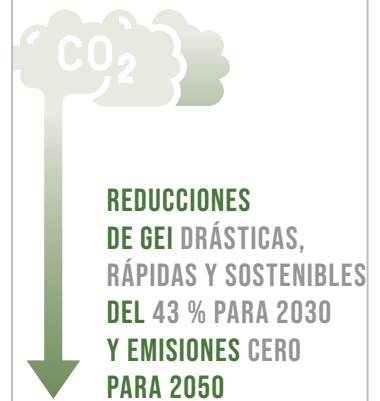 CO₂
REDUCCIONES
DE GEI DRÁSTICAS,
RÁPIDAS Y SOSTENIBLES
DEL 43 % PARA 2030
Y EMISIONES CERO
PARA 2050